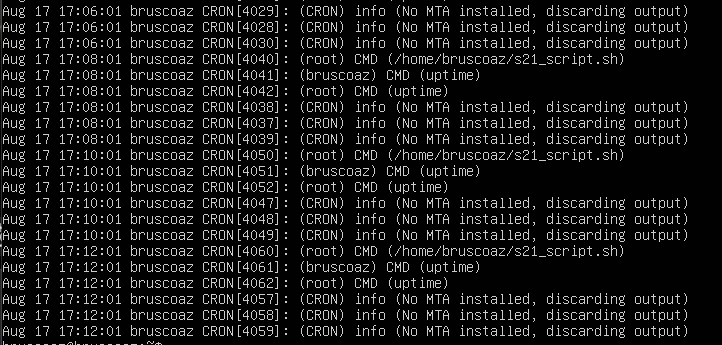 Aug 17 17:06:01 bruscoaz CRON[4029]: (CRON) info (No MTA installed, discarding output)
Aug 17 17:06:01 bruscoaz CRON[4028]: (CRON) info (No MTA installed, discarding output)
Aug 17 17:06:01 bruscoaz CRON[4030]: (CRON) info (No MTA installed, discarding output)
Aug 17 17:08:01 bruscoaz CRON[4040]: (root) CMD (/home/bruscoaz/s21_script.sh)
Aug 17 17:08:01 bruscoaz CRON[4041]: (bruscoaz) CMD (uptime)
Aug 17 17:08:01 bruscoaz CRON[4042]: (root) CMD (uptime)
Aug 17 17:08:01 bruscoaz CRON[4038]: (CRON) info (No MTA installed, discarding output)
Aug 17 17:08:01 bruscoaz CRON[4037]: (CRON) info (No MTA installed, discarding output)
Aug 17 17:08:01 bruscoaz CRON[4039]: (CRON) info (No MTA installed, discarding output)
Aug 17 17:10:01 bruscoaz CRON[4050]: (root) CMD (/home/bruscoaz/s21_script.sh)
Aug 17 17:10:01 bruscoaz CRON[4051]: (bruscoaz) CMD (uptime)
Aug 17 17:10:01 bruscoaz CRON[4052]: (root) CMD (uptime)
Aug 17 17:10:01 bruscoaz CRON[4047]: (CRON) info (No MTA installed, discarding output)
Aug 17 17:10:01 bruscoaz CRON[4048]: (CRON) info (No MTA installed, discarding output)
Aug 17 17:10:01 bruscoaz CRON[4049]: (CRON) info (No MTA installed, discarding output)
Aug 17 17:12:01 bruscoaz CRON[4060]: (root) CMD (/home/bruscoaz/s21_script.sh)
Aug 17 17:12:01 bruscoaz CRON[4061]: (bruscoaz) CMD (uptime)
Aug 17 17:12:01 bruscoaz CRON[4062]: (root) CMD (uptime)
Aug 17 17:12:01 bruscoaz CRON[4057]: (CRON) info (No MTA installed, discarding output)
Aug 17 17:12:01 bruscoaz CRON[4058]: (CRON) info (No MTA installed, discarding output)
Aug 17 17:12:01 bruscoaz CRON[4059]: (CRON) info (No MTA installed, discarding output)